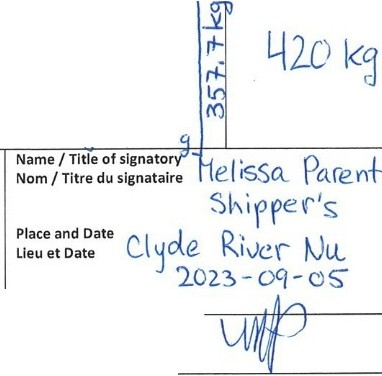 357.7 kg
420 kg
Name / Title of signatory Melissa Parent
Nom / Titre du signataire Shipper's
Place and Date
Lieu et Date Clyde River Nu
2023-09-05